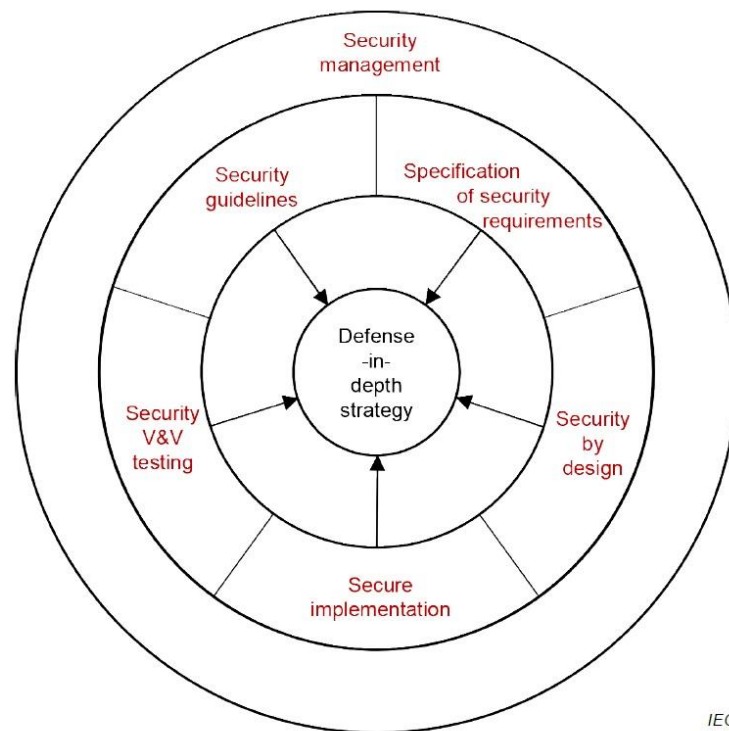 Security
management
Security
guidelines
Specification
of security
requirements
Defense
-in-
depth
strategy
Security
V&V
testing
Security
by
design
Secure
implementation